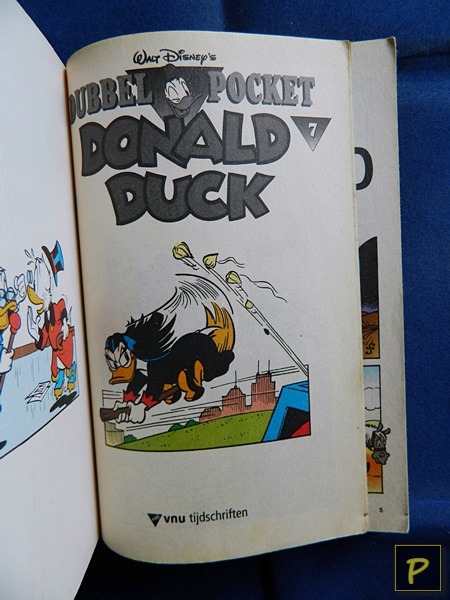 WALT DISNEY'S
DUBBEL POCKET
DONALD 7
DUCK
vnu tijdschriften
5
P